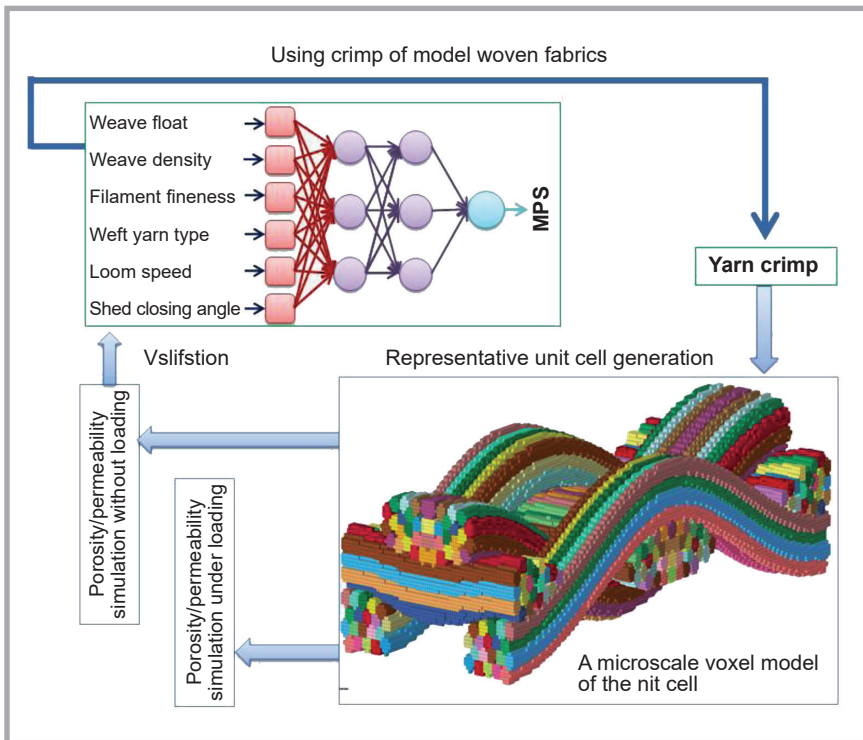 Using crimp of model woven fabrics
Weave float
Weave density
Filament fineness
Weft yarn type
Loom speed
Shed closing angle
MPS
Yarn crimp
Vslifstion
Representative unit cell generation
Porosity/permeability
simulation without loading
Porosity/permeability
simulation under loading
A microscale voxel model
of the nit cell